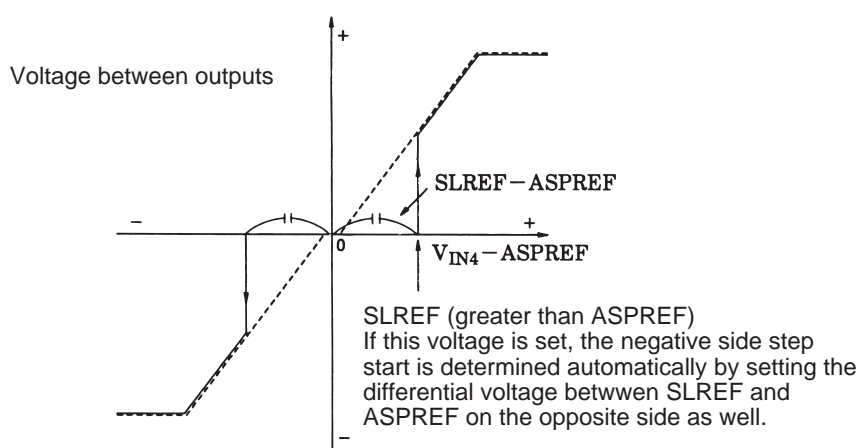 +
Voltage between outputs
SLREF−ASPREF
−
+
0
VIN4−ASPREF
SLREF (greater than ASPREF)
If this voltage is set, the negative side step
start is determined automatically by setting the
differential voltage betwwen SLREF and
ASPREF on the opposite side as well.
−